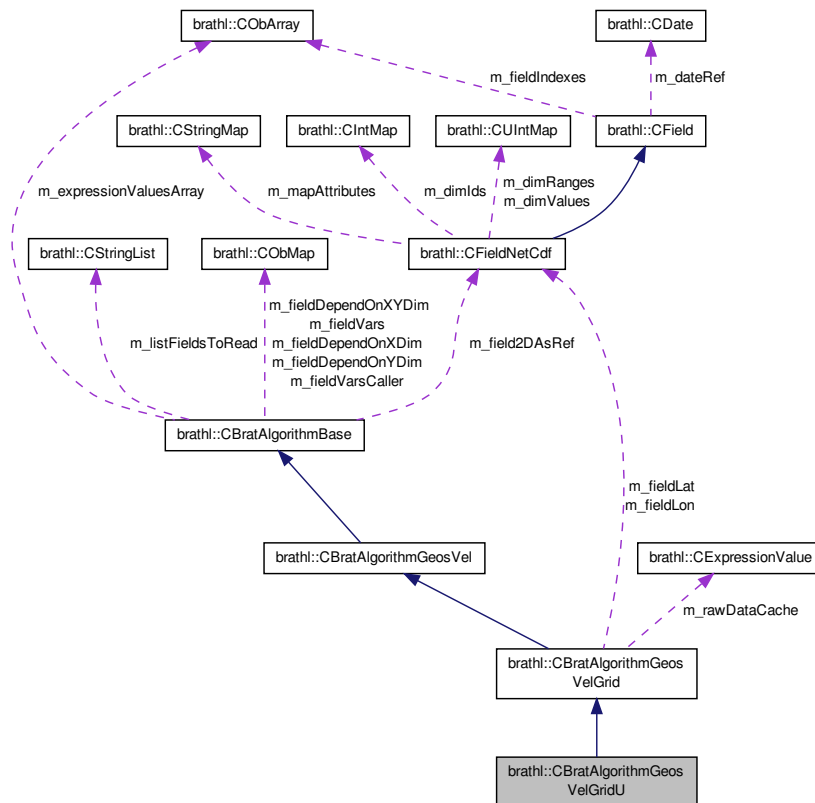 brathl::CObArray
brathl::CDate
m_fieldIndexes
m_dateRef
brathl::CStringMap
brathl::CIntMap
brathl::CUIntMap
brathl::CField
m_expressionValuesArray
m_mapAttributes
m_dimIds
m_dimRanges
m_dimValues
brathl::CStringList
brathl::CObMap
brathl::CFieldNetCdf
m_listFieldsToRead
m_fieldDependOnXYDim
m_fieldVars
m_fieldDependOnXDim
m_fieldDependOnYDim
m_fieldVarsCaller
m_field2DAsRef
brathl::CBratAlgorithmBase
m_fieldLat
m_fieldLon
brathl::CBratAlgorithmGeosVel
brathl::CExpressionValue
m_rawDataCache
brathl::CBratAlgorithmGeos
VelGrid
brathl::CBratAlgorithmGeos
VelGridU